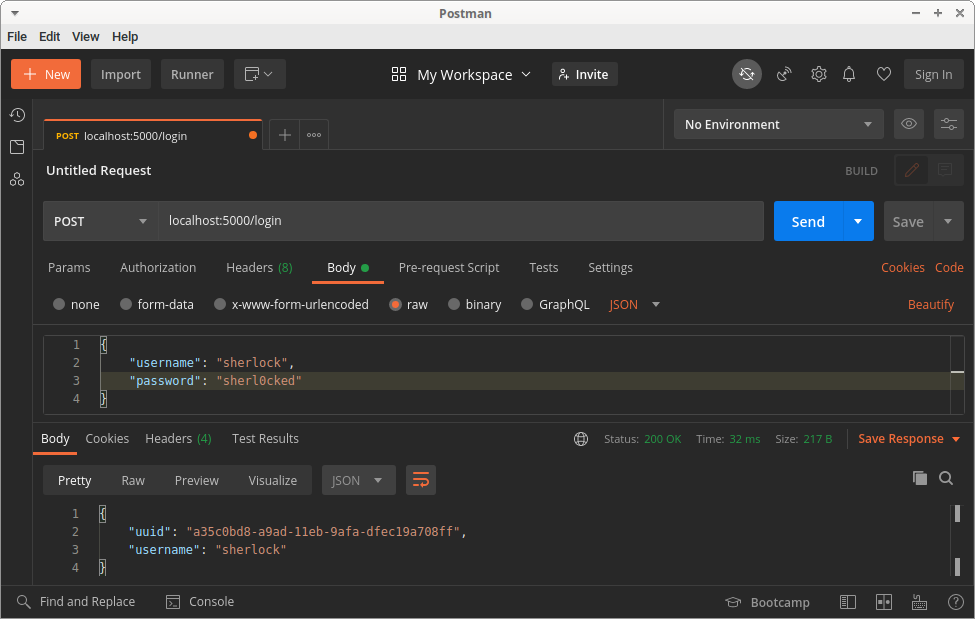 Postman
File Edit View Help
New Import Runner My Workspace Invite Sign In
POST localhost:5000/login No Environment
Untitled Request BUILD
POST localhost:5000/login Send Save
Params Authorization Headers (8) Body Pre-request Script Tests Settings Cookies Code
none form-data x-www-form-urlencoded raw binary GraphQL JSON Beautify
1 {
2 "username": "sherlock",
3 "password": "sherl0cked"
4 }
Body Cookies Headers (4) Test Results Status: 200 OK Time: 32 ms Size: 217 B Save Response
Pretty Raw Preview Visualize JSON
1 {
2 "uuid": "a35c0bd8-a9ad-11eb-9afa-dfec19a708ff",
3 "username": "sherlock"
4 }
Find and Replace Console Bootcamp